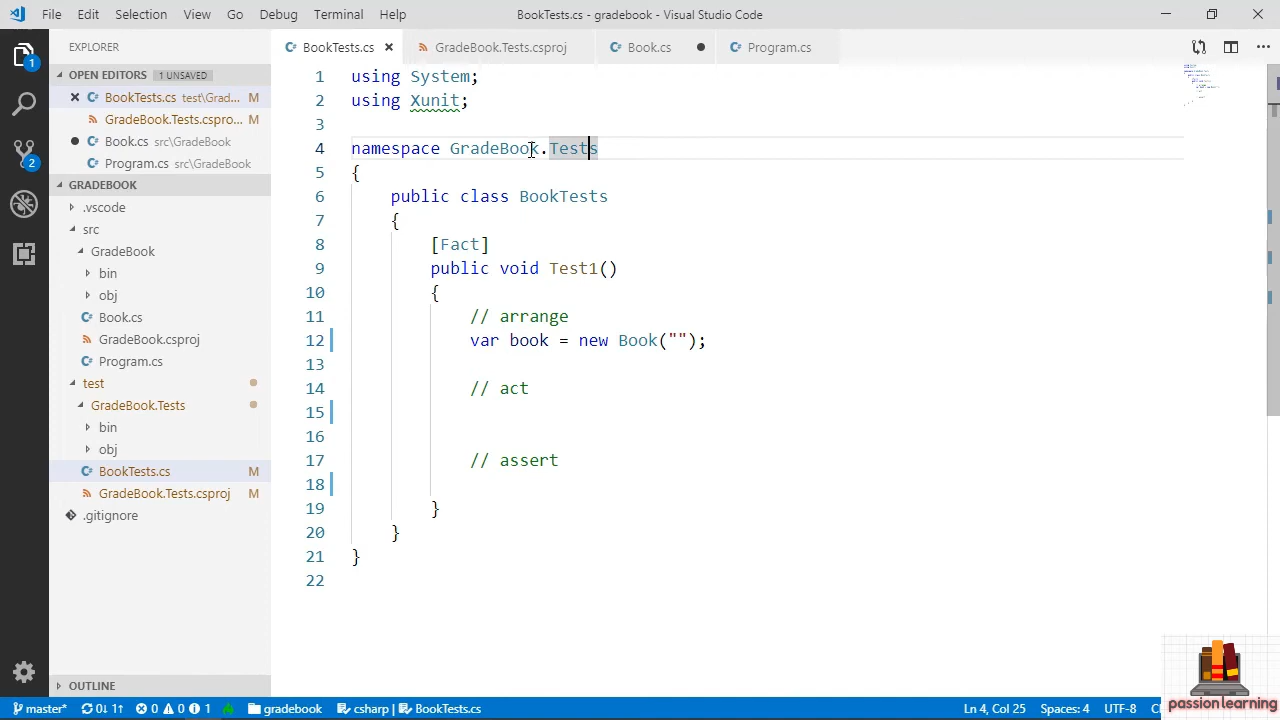 File Edit Selection View Go Debug Terminal Help BookTests.cs - gradebook - Visual Studio Code
EXPLORER
OPEN EDITORS 1 UNSAVED
BookTests.cs test\Grad... M
GradeBook.Tests.cspro... M
Book.cs src\GradeBook
Program.cs src\GradeBook
GRADEBOOK
.vscode
src
GradeBook
bin
obj
Book.cs
GradeBook.csproj
Program.cs
test
GradeBook.Tests
bin
obj
BookTests.cs M
GradeBook.Tests.csproj M
.gitignore
OUTLINE
1
2
BookTests.cs GradeBook.Tests.csproj Book.cs Program.cs
1 using System;
2 using Xunit;
3
4 namespace GradeBook.Tests
5 {
6 public class BookTests
7 {
8 [Fact]
9 public void Test1()
10 {
11 // arrange
12 var book = new Book("");
13
14 // act
15
16
17 // assert
18
19 }
20 }
21 }
22
passionlearning
master* 0↓ 1↑ 0 0 1 gradebook csharp | BookTests.cs Ln 4, Col 25 Spaces: 4 UTF-8